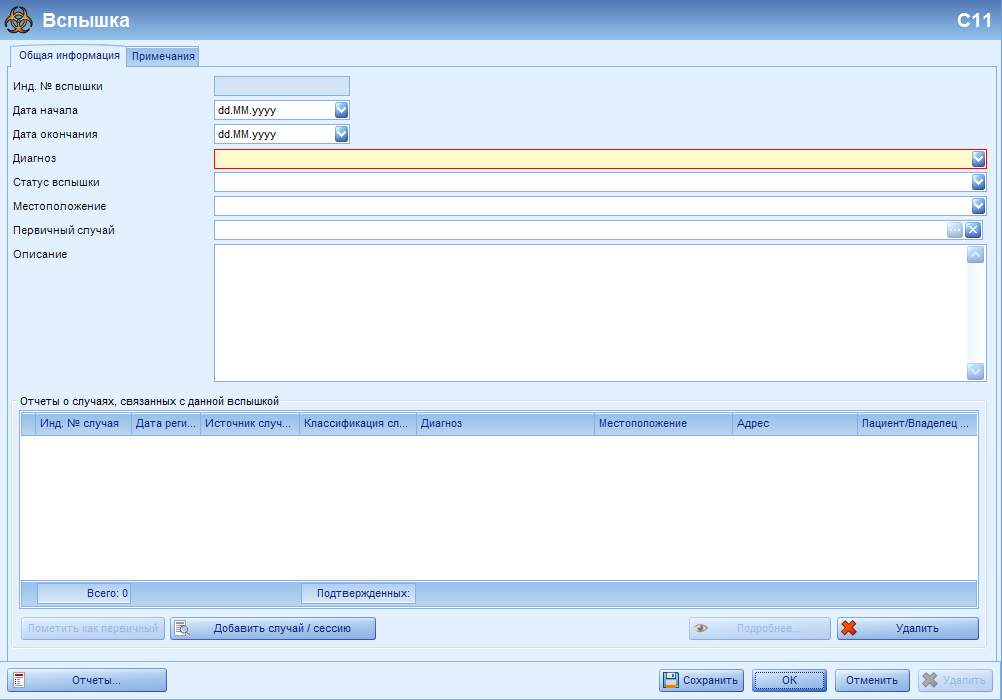 Вспышка C11
Общая информация Примечания
Инд. № вспышки
Дата начала dd.MM.yyyy
Дата окончания dd.MM.yyyy
Диагноз
Статус вспышки
Местоположение
Первичный случай
Описание
Отчеты о случаях, связанных с данной вспышкой
Инд. № случая Дата реги... Источник случ... Классификация сл... Диагноз Местоположение Адрес Пациент/Владелец ...
Всего: 0 Подтвержденных:
Пометить как первичный Добавить случай / сессию Подробнее... Удалить
Отчеты... Сохранить ОК Отменить Удалить